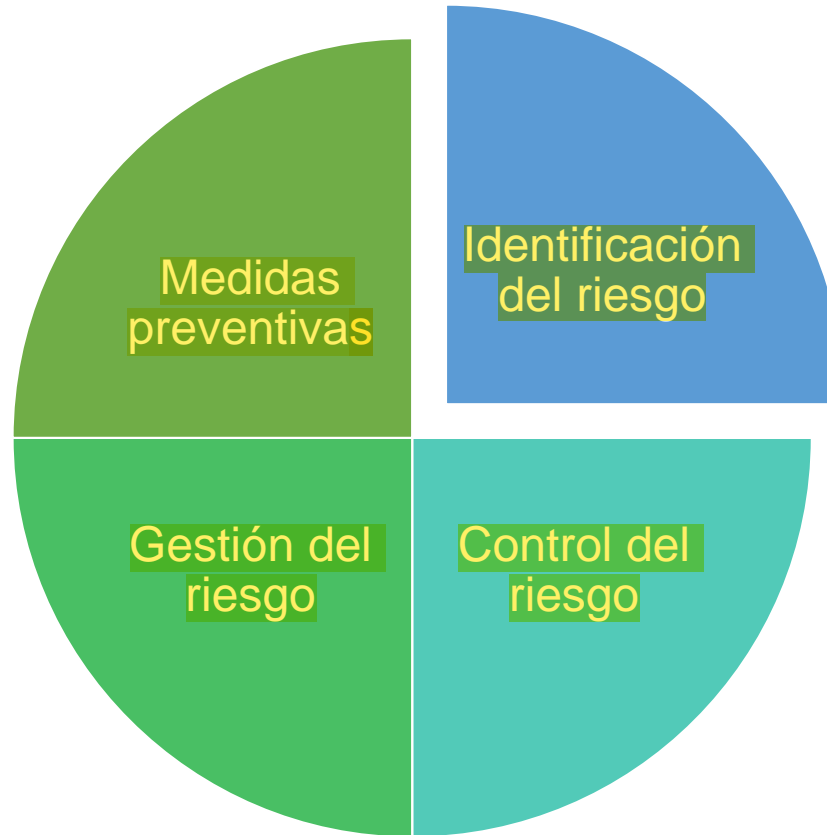 Identificación
del riesgo
Medidas
preventivas
Gestión del
riesgo
Control del
riesgo